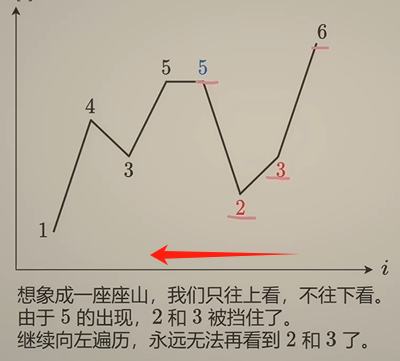 6
5 5
4
3 3
2
1
i
想象成一座座山，我们只往上看，不往下看。
由于 5 的出现，2 和 3 被挡住了。
继续向左遍历，永远无法再看到 2 和 3 了。